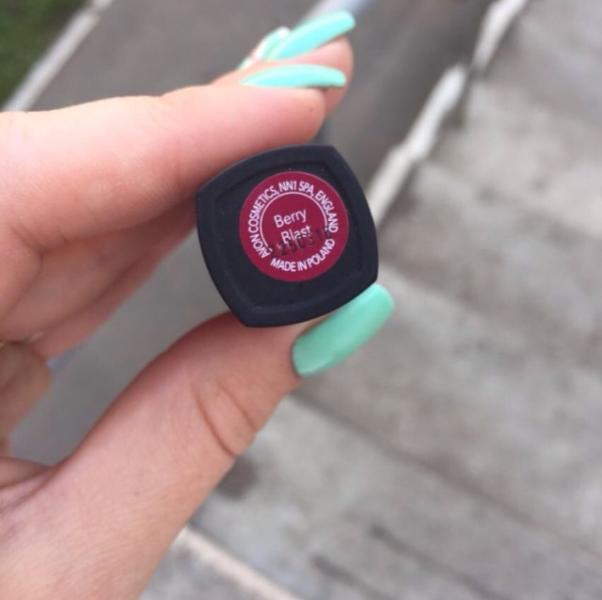 AVON COSMETICS, NN1 5PA, ENGLAND
Berry
Blast
MADE IN POLAND